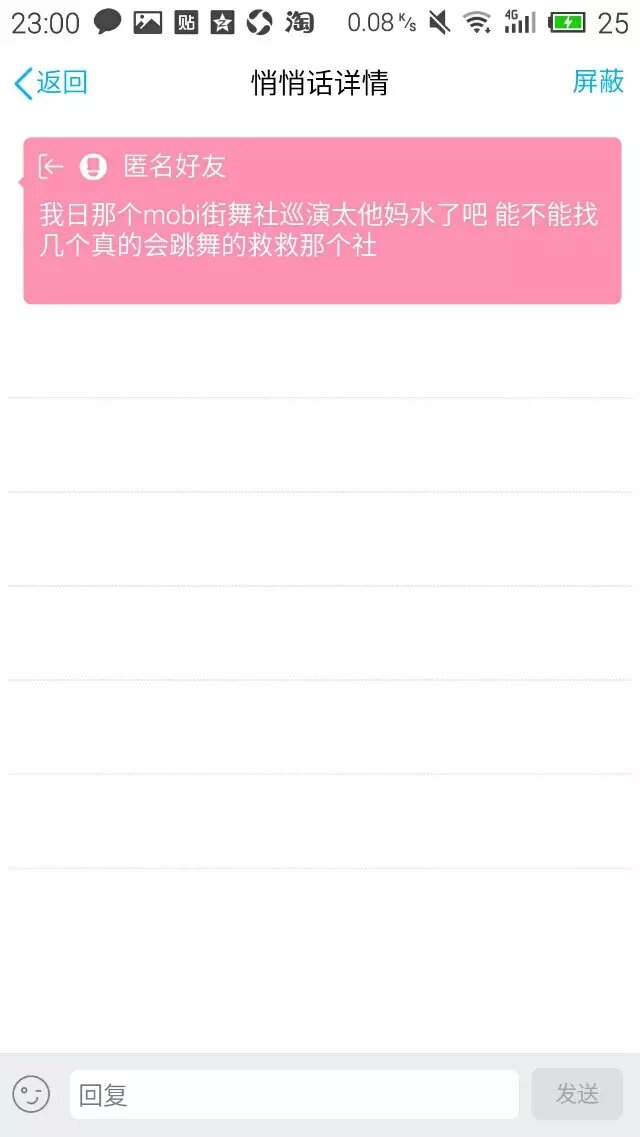 23:00 贴 淘 0.08 K/s 4G 25
返回 悄悄话详情 屏蔽
匿名好友
我日那个mobi街舞社巡演太他妈水了吧 能不能找
几个真的会跳舞的救救那个社
回复 发送